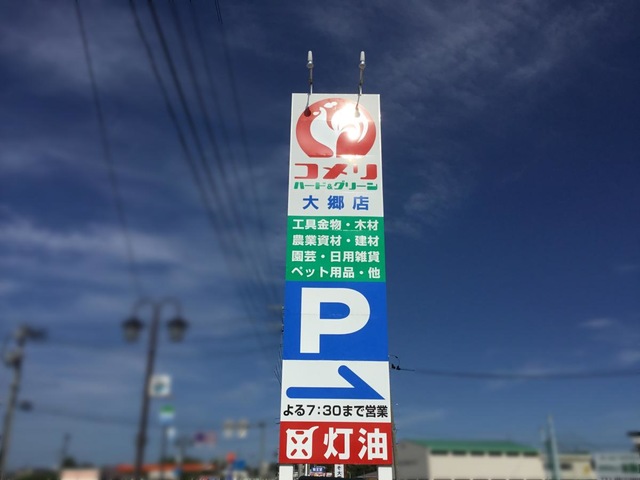 コメリ
ハード&グリーン
大郷店
工具金物・木材
農業資材・建材
園芸・日用雑貨
ペット用品・他
P
よる7:30まで営業
灯油